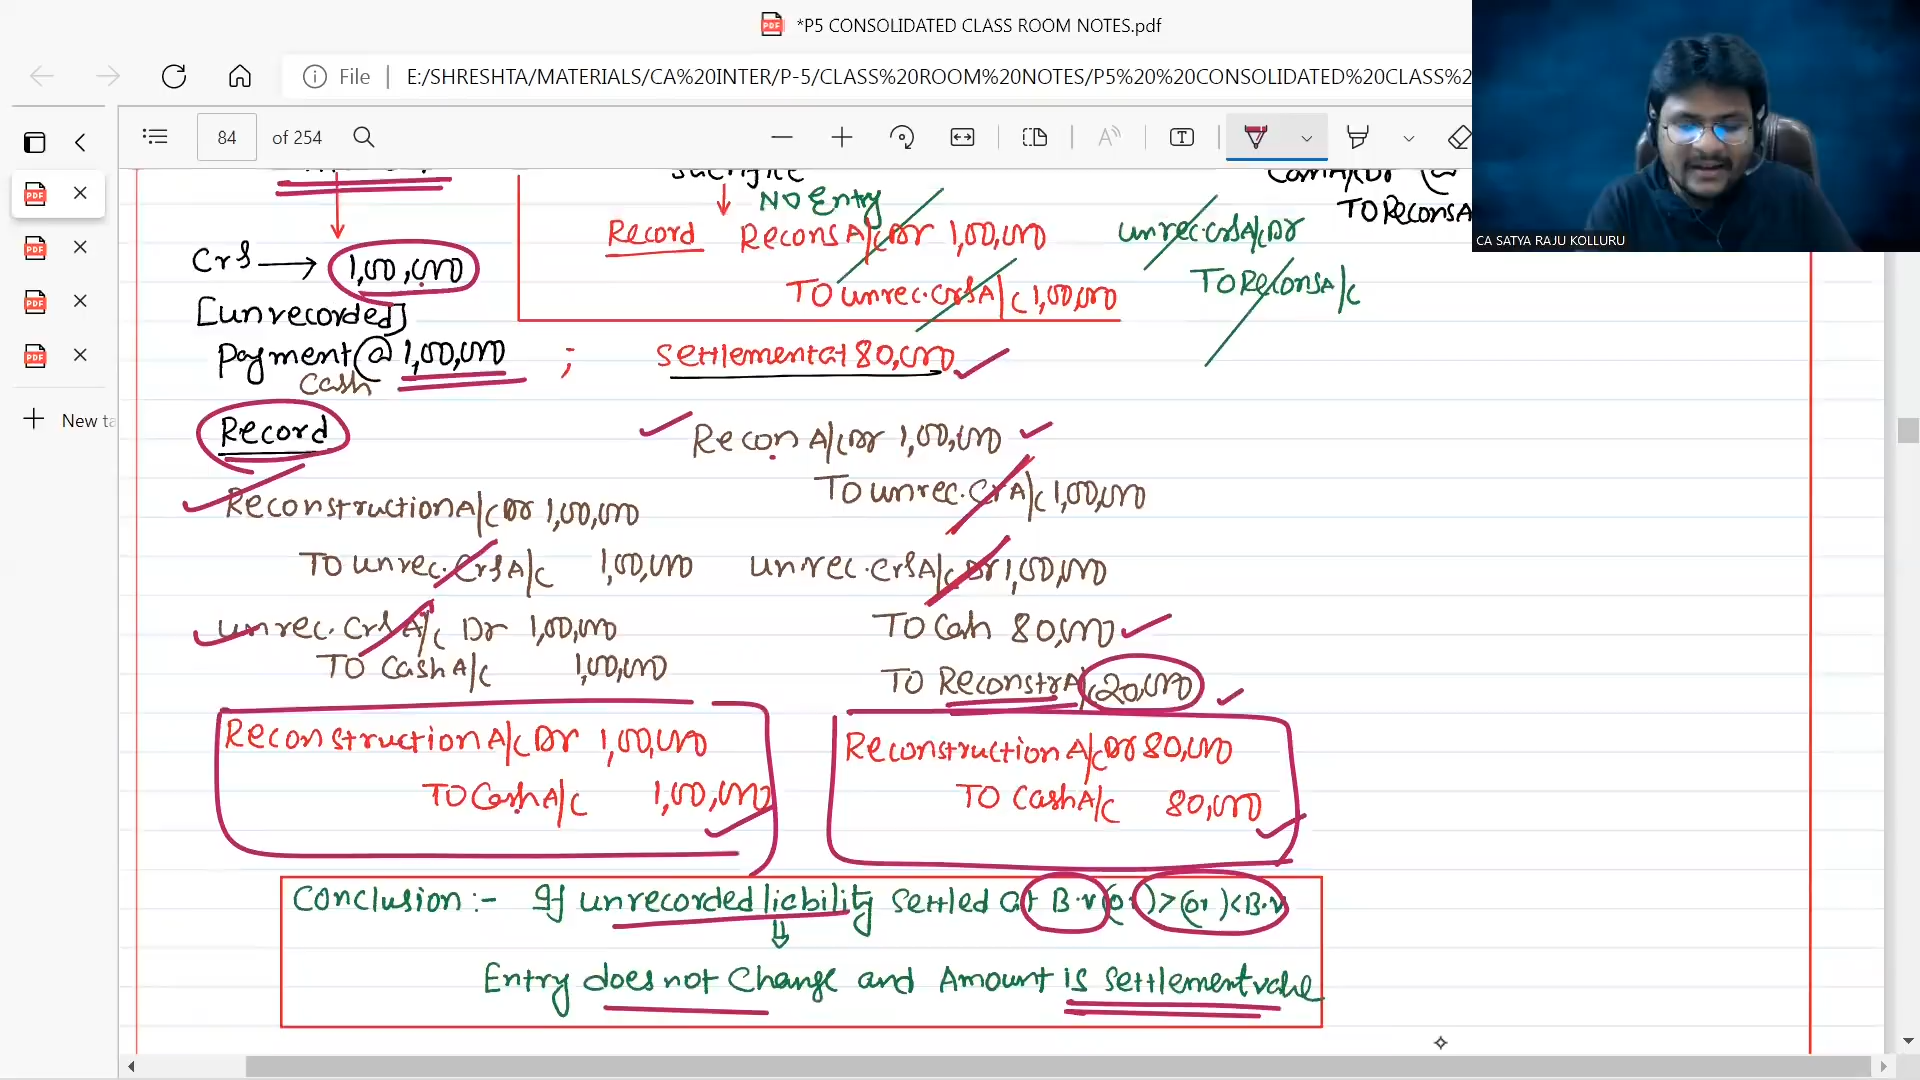 *P5 CONSOLIDATED CLASS ROOM NOTES.pdf
File E:/SHRESHTA/MATERIALS/CA%20INTER/P-5/CLASS%20ROOM%20NOTES/P5%20%20CONSOLIDATED%20CLASS%2
84 of 254
New ta
CA SATYA RAJU KOLLURU
NO Entry
Record Recons A/c Dr 1,00,000
To unrec. Crs A/c 1,00,000
unrec. crs A/c Dr
To Recons A/c
To Recons A
Crs → 1,00,000
[unrecorded]
Payment @ 1,00,000 ; Settlement at 80,000
Cash
Record
Reconstruction A/c Dr 1,00,000
To unrec. Crs A/c 1,00,000
unrec. Crs A/c Dr 1,00,000
To Cash A/c 1,00,000
Recon A/c Dr 1,00,000
To unrec. Cr A/c 1,00,000
unrec. Crs A/c Dr 1,00,000
To Cash 80,000
To Reconstr A/c 20,000
Reconstruction A/c Dr 1,00,000
To Cash A/c 1,00,000
Reconstruction A/c Dr 80,000
To Cash A/c 80,000
Conclusion :- If unrecorded liebility settled at B.v (or) > (or) < B.v
Entry does not Change and Amount is settlement value